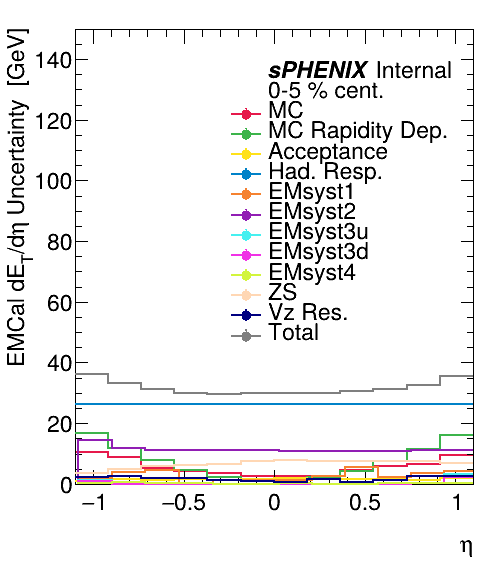 EMCal dE_T/dη Uncertainty [GeV]
140
120
100
80
60
40
20
0
sPHENIX Internal
0-5 % cent.
MC
MC Rapidity Dep.
Acceptance
Had. Resp.
EMsyst1
EMsyst2
EMsyst3u
EMsyst3d
EMsyst4
ZS
Vz Res.
Total
−1 −0.5 0 0.5 1
η